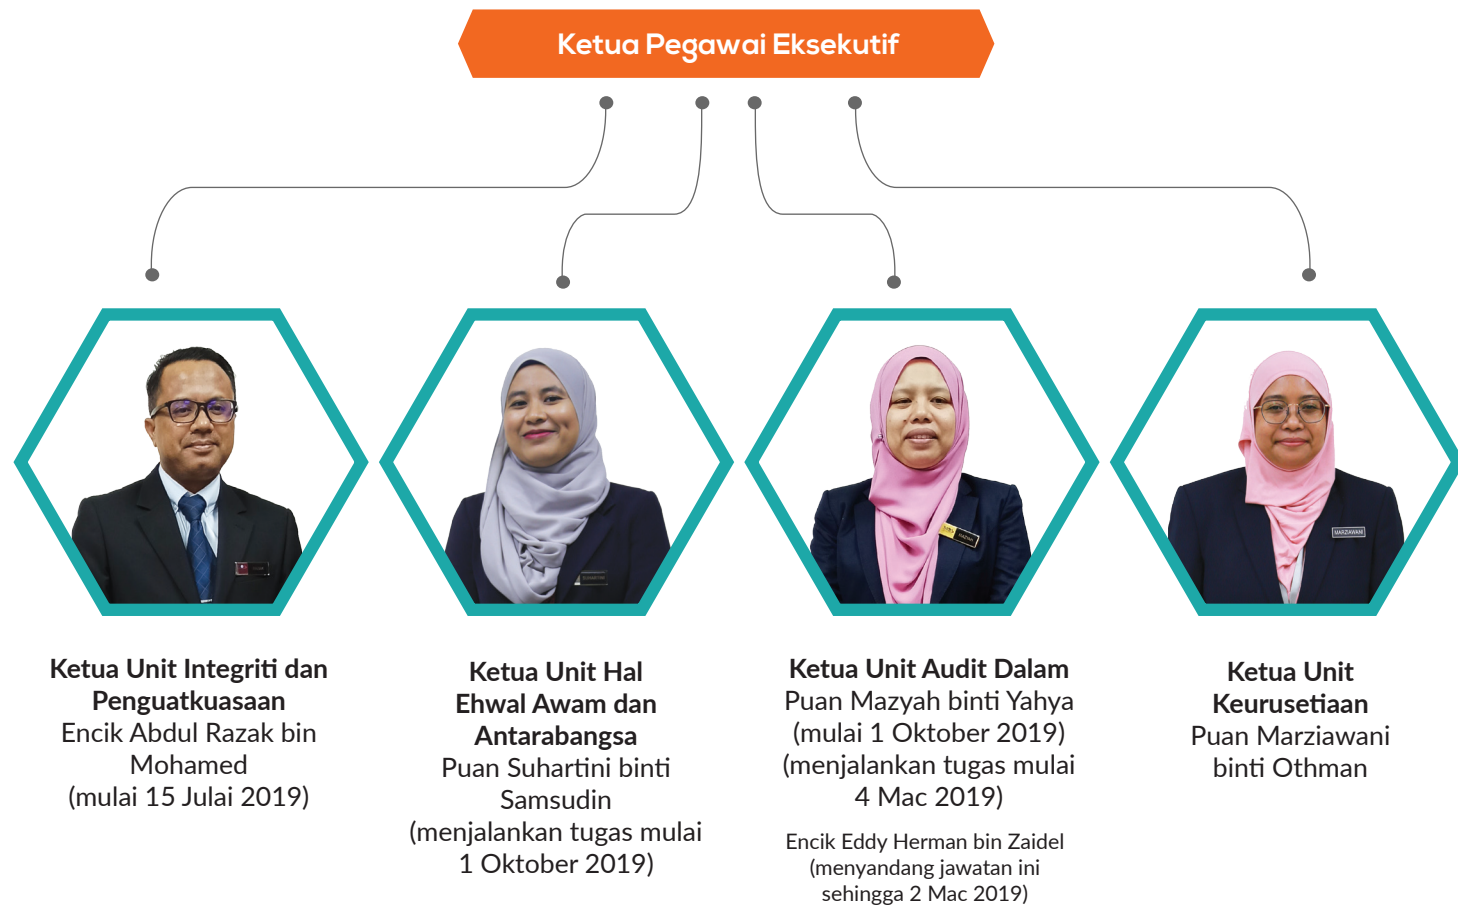 Ketua Pegawai Eksekutif
MARZIAWANI
Ketua Unit Integriti dan
Penguatkuasaan
Encik Abdul Razak bin
Mohamed
(mulai 15 Julai 2019)
Ketua Unit Hal
Ehwal Awam dan
Antarabangsa
Puan Suhartini binti
Samsudin
(menjalankan tugas mulai
1 Oktober 2019)
Ketua Unit Audit Dalam
Puan Mazyah binti Yahya
(mulai 1 Oktober 2019)
(menjalankan tugas mulai
4 Mac 2019)
Encik Eddy Herman bin Zaidel
(menyandang jawatan ini
sehingga 2 Mac 2019)
Ketua Unit
Keurusetiaan
Puan Marziawani
binti Othman